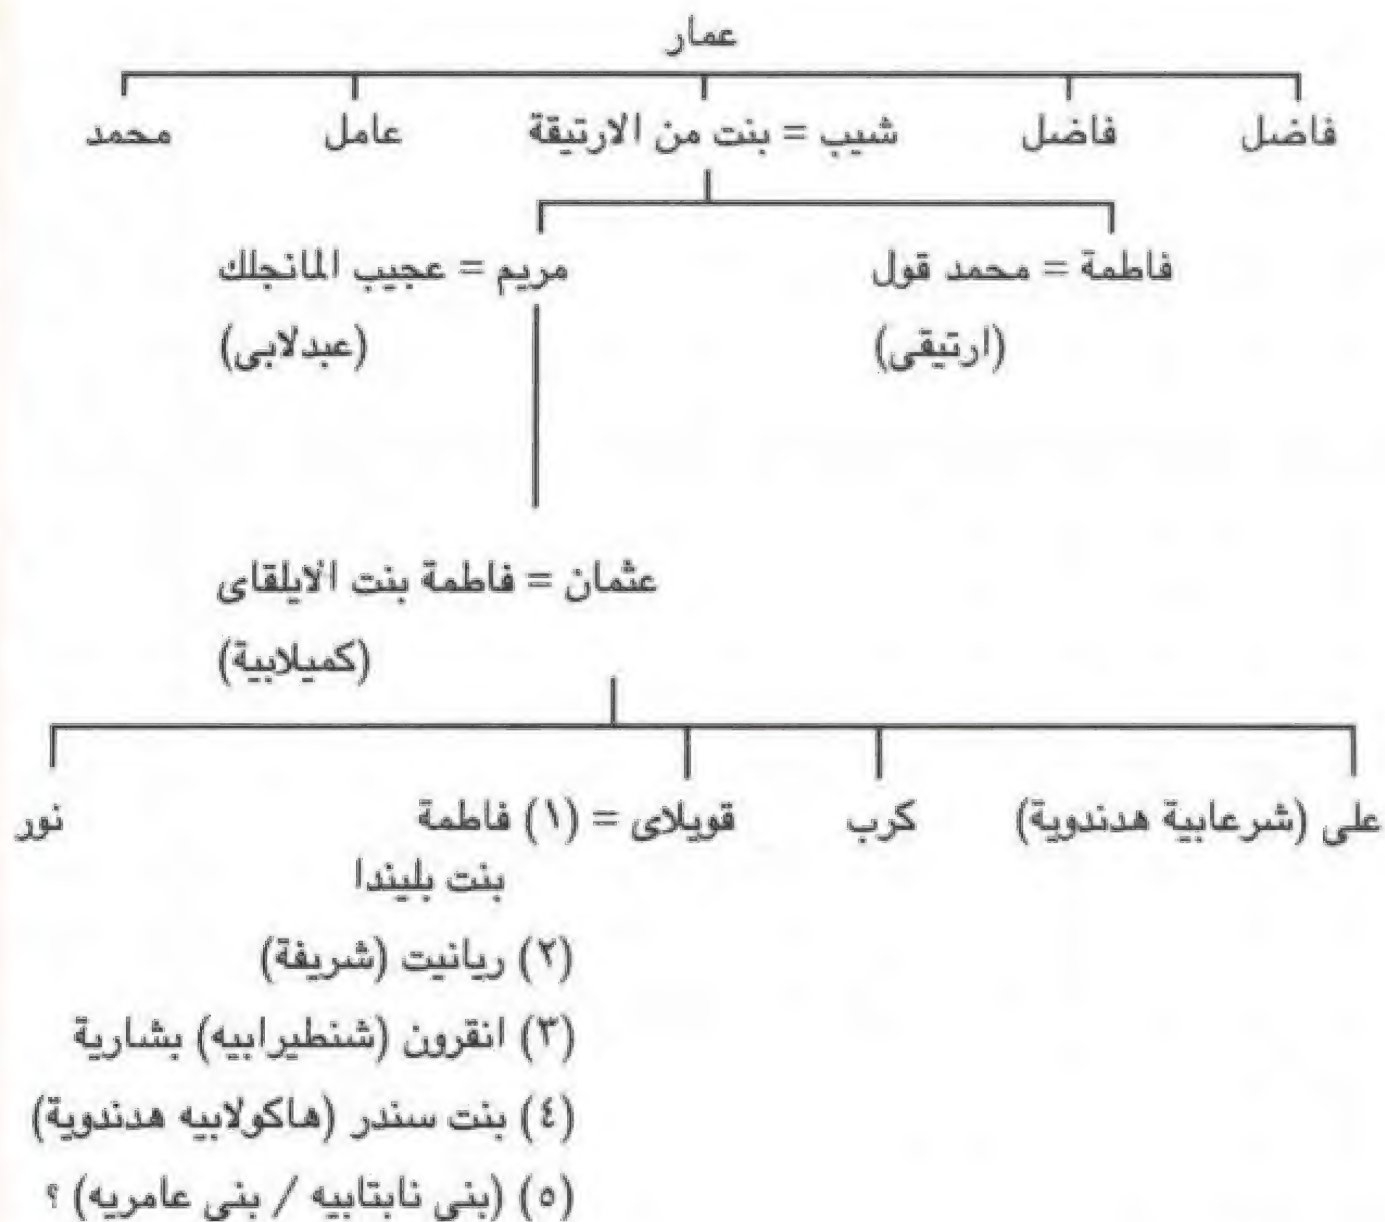 عمار
فاضل فاضل شيب = بنت من الارتيقة عامل محمد
فاطمة = محمد قول مريم = عجيب المانجلك
(ارتيقى) (عبدلابى)
عثمان = فاطمة بنت الايلقاى
(كميلابية)
على (شرعابية هدندوية) كرب قويلاى = (١) فاطمة نور
بنت بليندا
(٢) ريانيت (شريفة)
(٣) انقرون (شنطيرابيه) بشارية
(٤) بنت سندر (هاكولابيه هدندوية)
(٥) (بنى نابتابيه / بنى عامريه) ؟